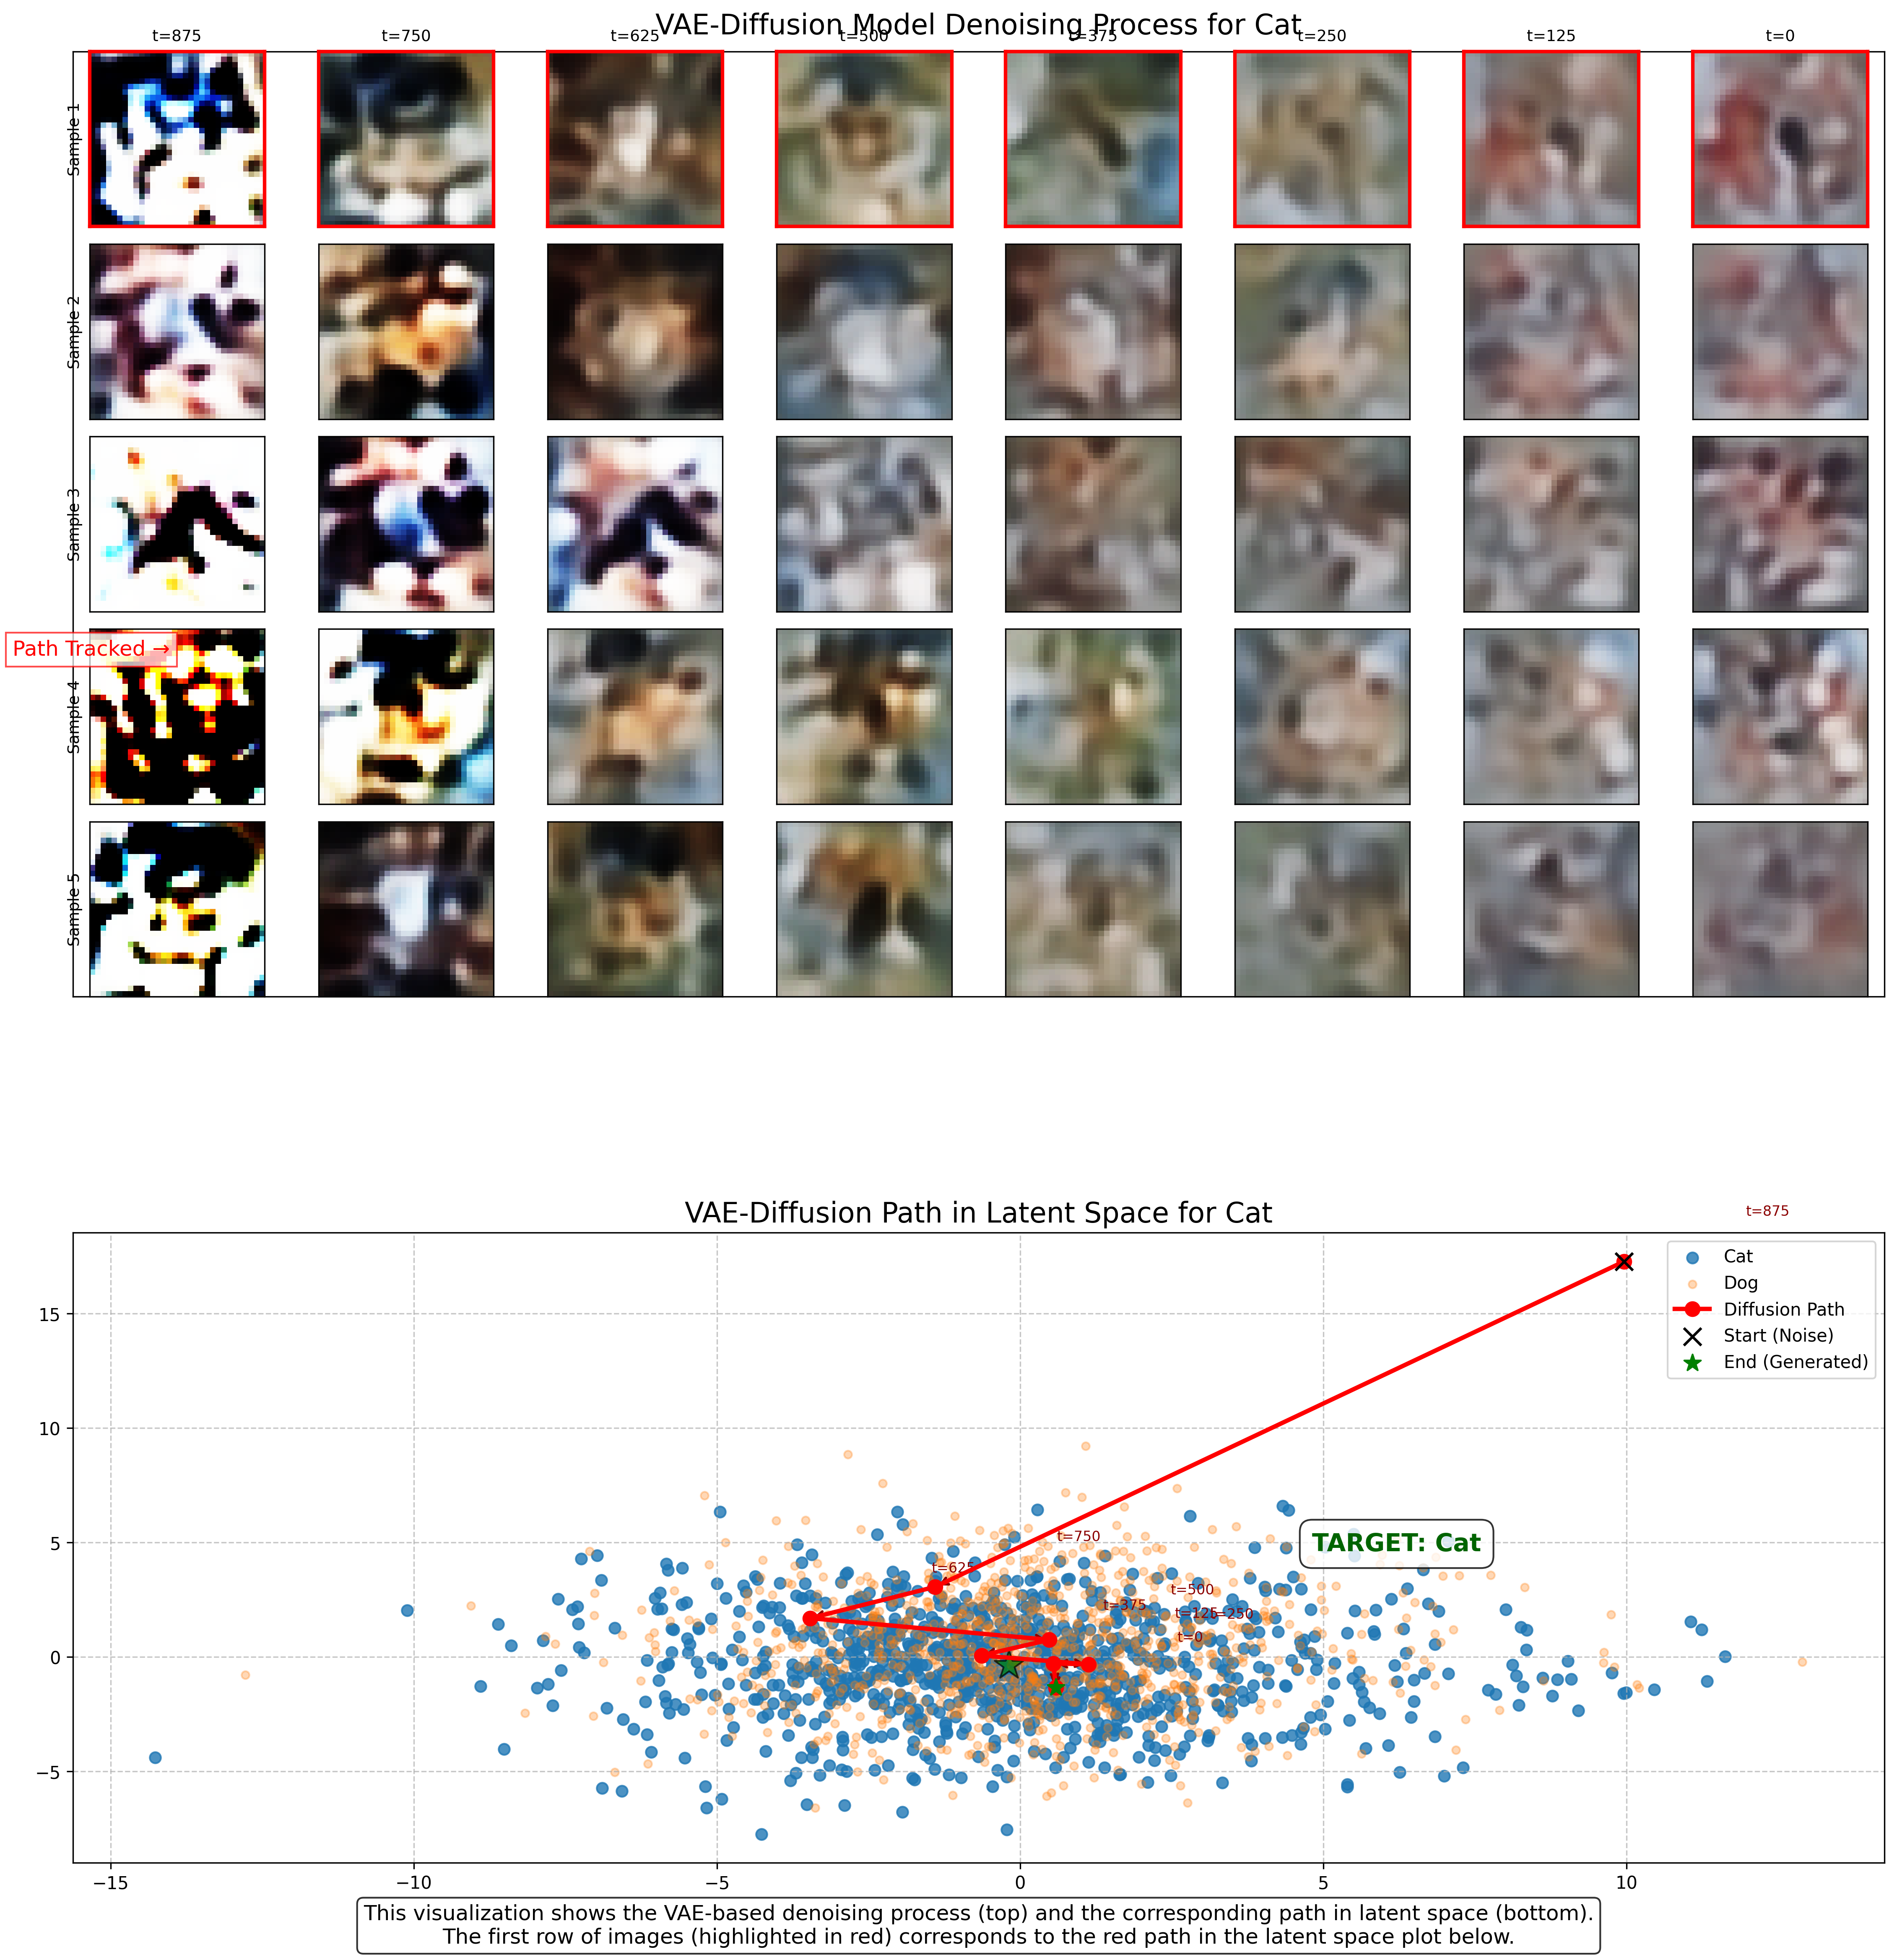 VAE-Diffusion Model Denoising Process for Cat
t=875
t=750
t=625
t=500
t=375
t=250
t=125
t=0
Sample 1
Sample 2
Sample 3
Path Tracked →
Sample 4
Sample 5
VAE-Diffusion Path in Latent Space for Cat
t=875
Cat
Dog
Diffusion Path
Start (Noise)
End (Generated)
15
10
5
0
−5
TARGET: Cat
t=750
t=625
t=500
t=375
t=125
t=250
t=0
−15
−10
−5
0
5
10
This visualization shows the VAE-based denoising process (top) and the corresponding path in latent space (bottom).
The first row of images (highlighted in red) corresponds to the red path in the latent space plot below.